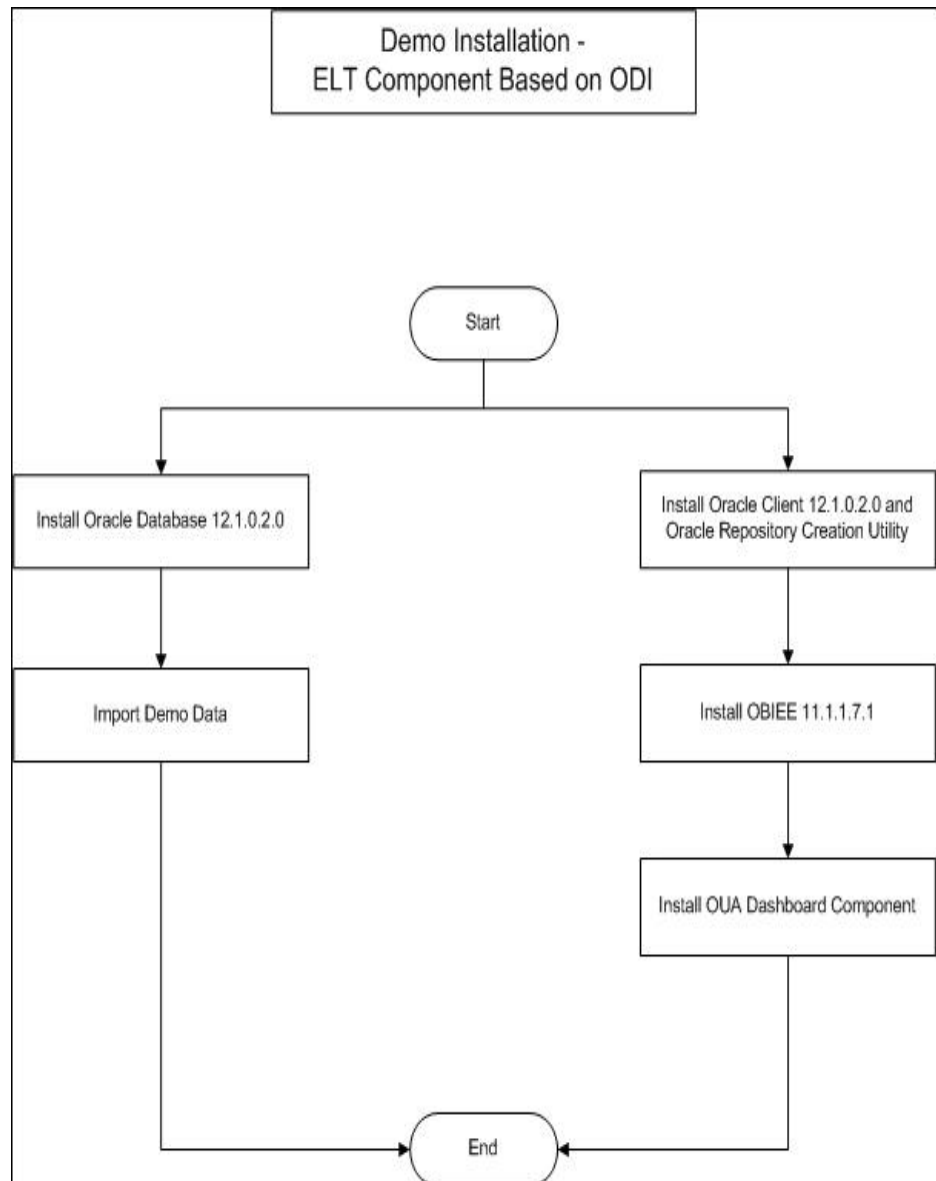 Demo Installation -
ELT Component Based on ODI
Start
Install Oracle Database 12.1.0.2.0
Install Oracle Client 12.1.0.2.0 and
Oracle Repository Creation Utility
Import Demo Data
Install OBIEE 11.1.1.7.1
Install OUA Dashboard Component
End